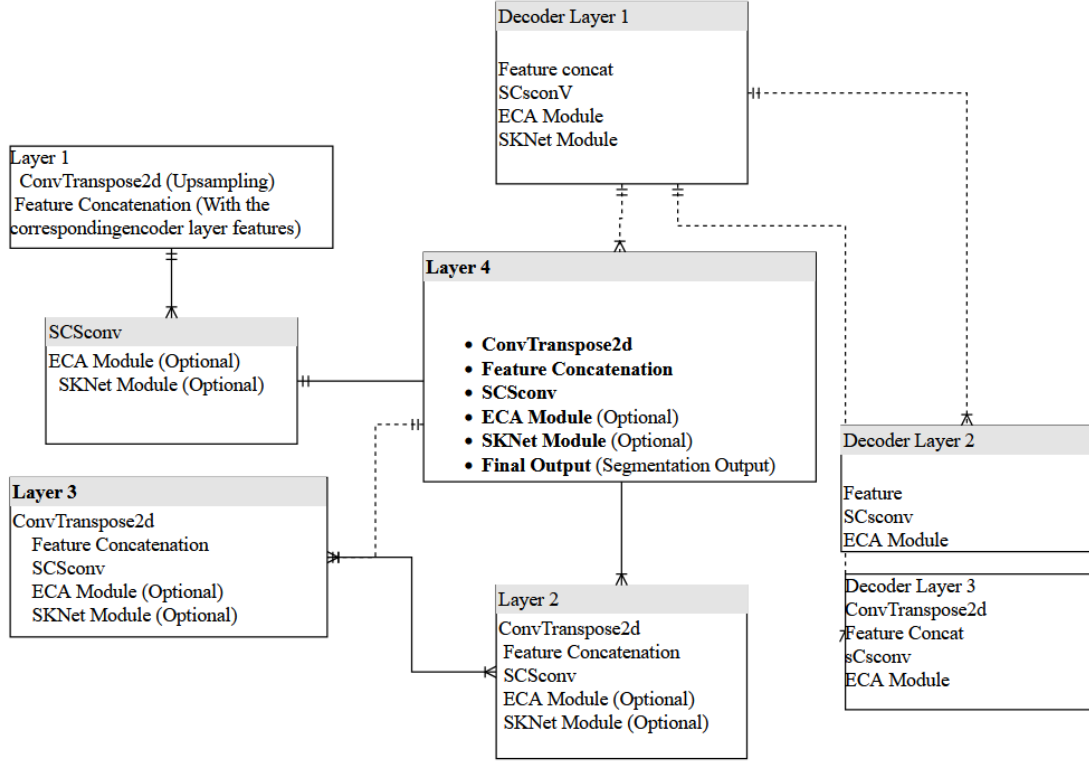 Decoder Layer 1
Feature concat
SCsconV
ECA Module
SKNet Module
Layer 1
ConvTranspose2d (Upsampling)
Feature Concatenation (With the
correspondingencoder layer features)
SCSconv
ECA Module (Optional)
SKNet Module (Optional)
Layer 4
• ConvTranspose2d
• Feature Concatenation
• SCSconv
• ECA Module (Optional)
• SKNet Module (Optional)
• Final Output (Segmentation Output)
Layer 3
ConvTranspose2d
Feature Concatenation
SCSconv
ECA Module (Optional)
SKNet Module (Optional)
Layer 2
ConvTranspose2d
Feature Concatenation
SCSconv
ECA Module (Optional)
SKNet Module (Optional)
Decoder Layer 2
Feature
SCsconv
ECA Module
Decoder Layer 3
ConvTranspose2d
Feature Concat
sCsconv
ECA Module